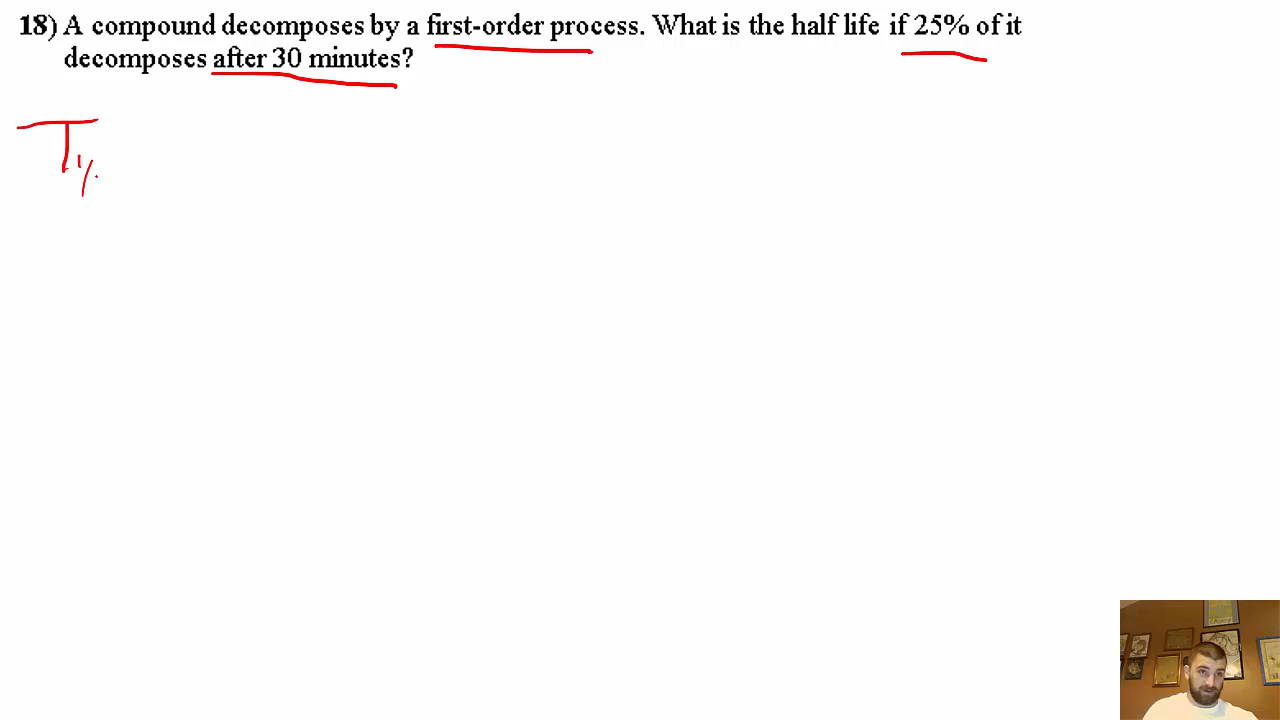 18) A compound decomposes by a first-order process. What is the half life if 25% of it
decomposes after 30 minutes?
T 1/